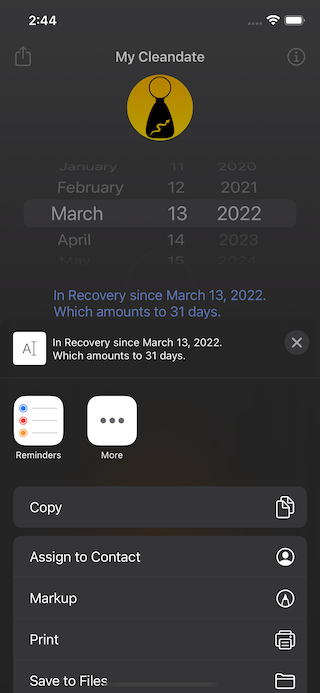 2:44
My Cleandate
January 11 2020
February 12 2021
March 13 2022
April 14 2023
May 15 2024
In Recovery since March 13, 2022.
Which amounts to 31 days.
A
In Recovery since March 13, 2022.
Which amounts to 31 days.
Reminders
More
Copy
Assign to Contact
Markup
Print
Save to Files